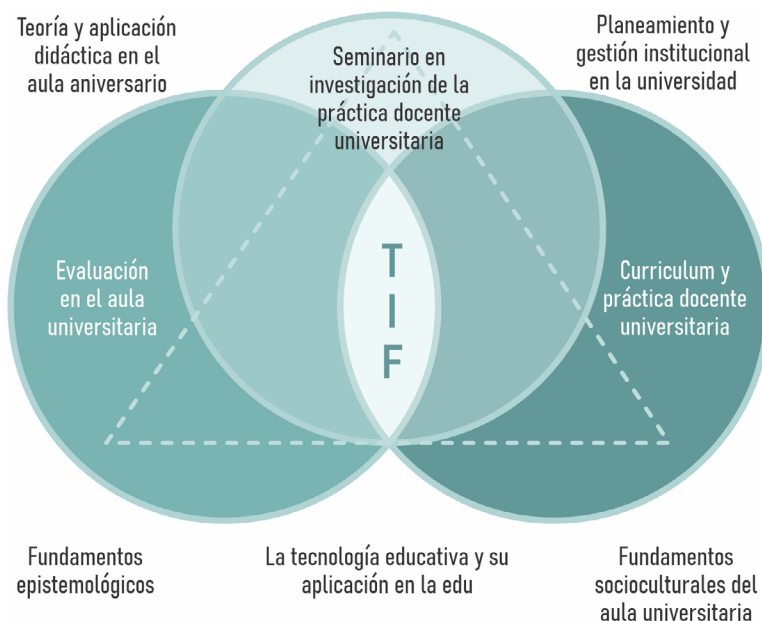 Teoría y aplicación
didáctica en el
aula aniversario
Seminario en
investigación de la
práctica docente
universitaria
Planeamiento y
gestión institucional
en la universidad
Evaluación
en el aula
universitaria
T
I
F
Curriculum y
práctica docente
universitaria
Fundamentos
epistemológicos
La tecnología educativa y su
aplicación en la edu
Fundamentos
socioculturales del
aula universitaria